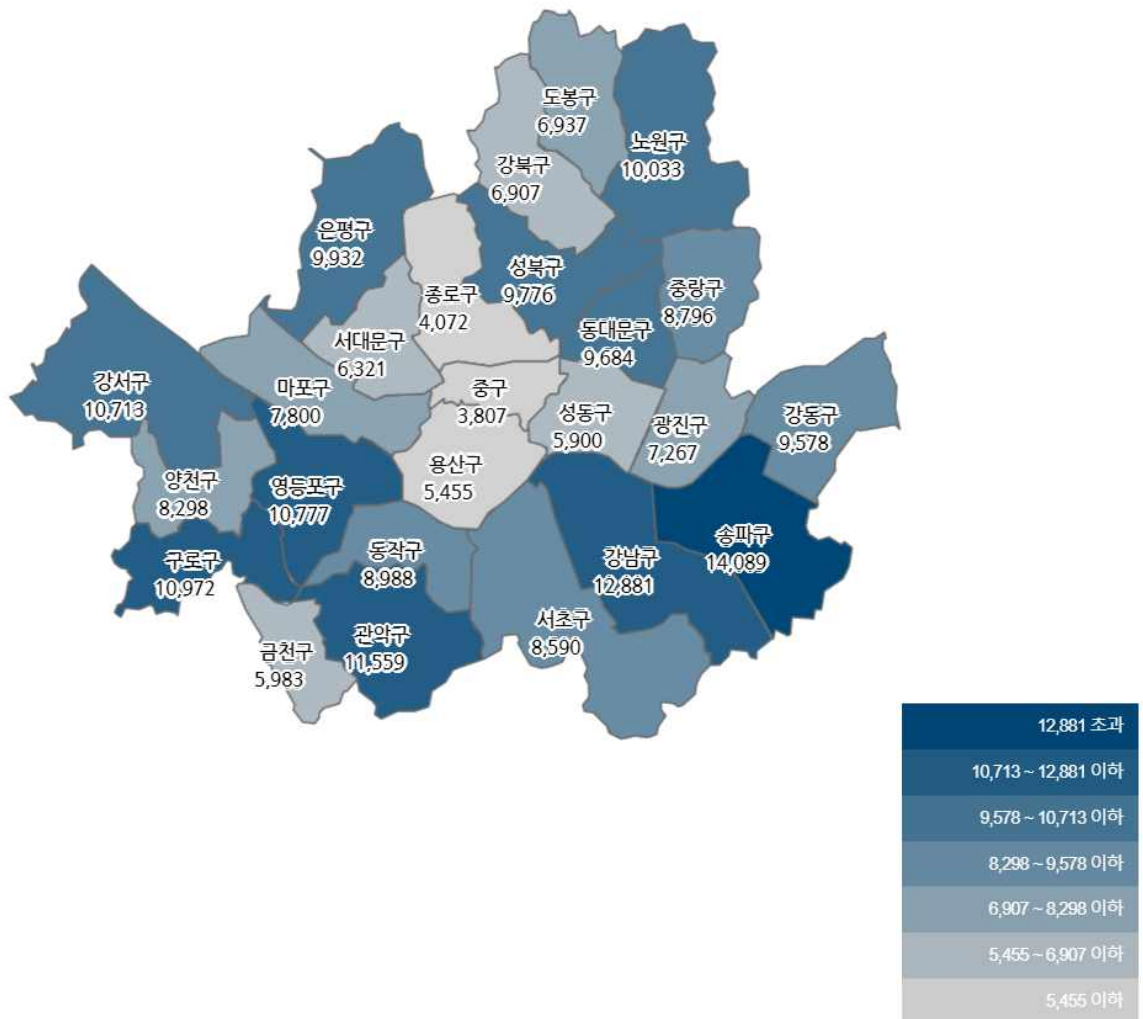 도봉구
6,937
노원구
10,033
강북구
6,907
은평구
9,932
성북구
9,776
중랑구
8,796
종로구
4,072
동대문구
9,684
서대문구
6,321
강서구
10,713
마포구
7,800
중구
3,807
성동구
5,900
광진구
7,267
강동구
9,578
용산구
5,455
양천구
8,298
영등포구
10,777
송파구
14,089
강남구
12,881
동작구
8,988
구로구
10,972
서초구
8,590
관악구
11,559
금천구
5,983
12,881 초과
10,713 ~ 12,881 이하
9,578 ~ 10,713 이하
8,298 ~ 9,578 이하
6,907 ~ 8,298 이하
5,455 ~ 6,907 이하
5,455 이하